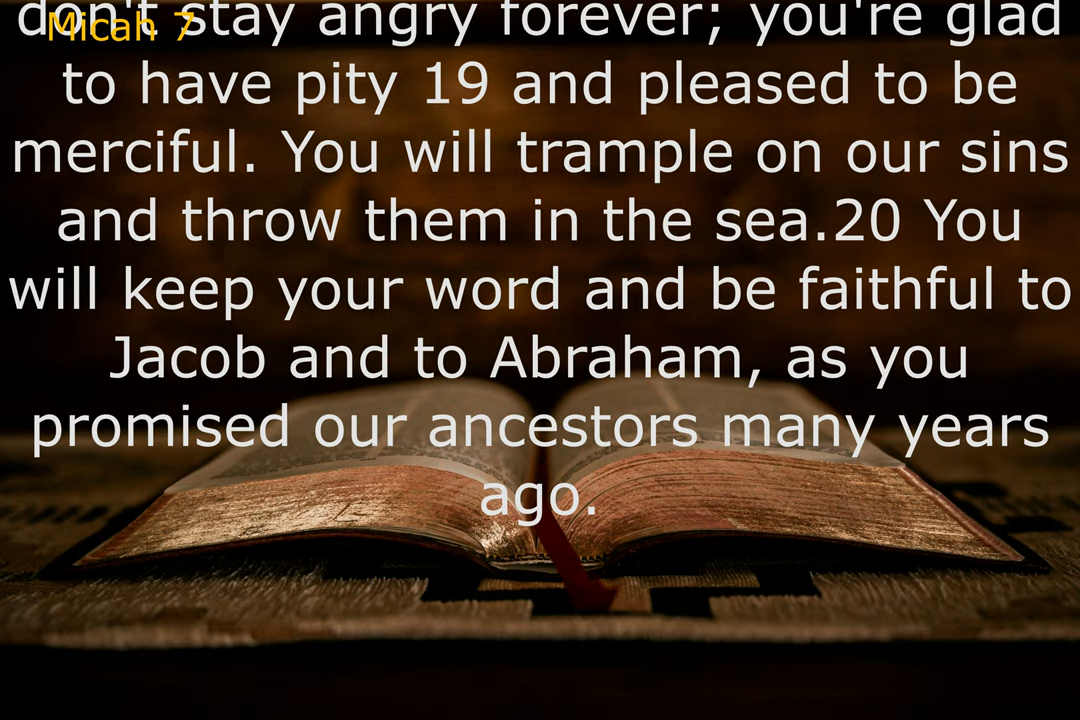 Micah 7
don't stay angry forever; you're glad
to have pity 19 and pleased to be
merciful. You will trample on our sins
and throw them in the sea.20 You
will keep your word and be faithful to
Jacob and to Abraham, as you
promised our ancestors many years
ago.